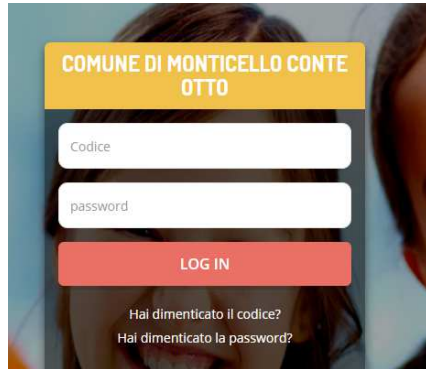 COMUNE DI MONTICELLO CONTE
OTTO
Codice
password
LOG IN
Hai dimenticato il codice?
Hai dimenticato la password?